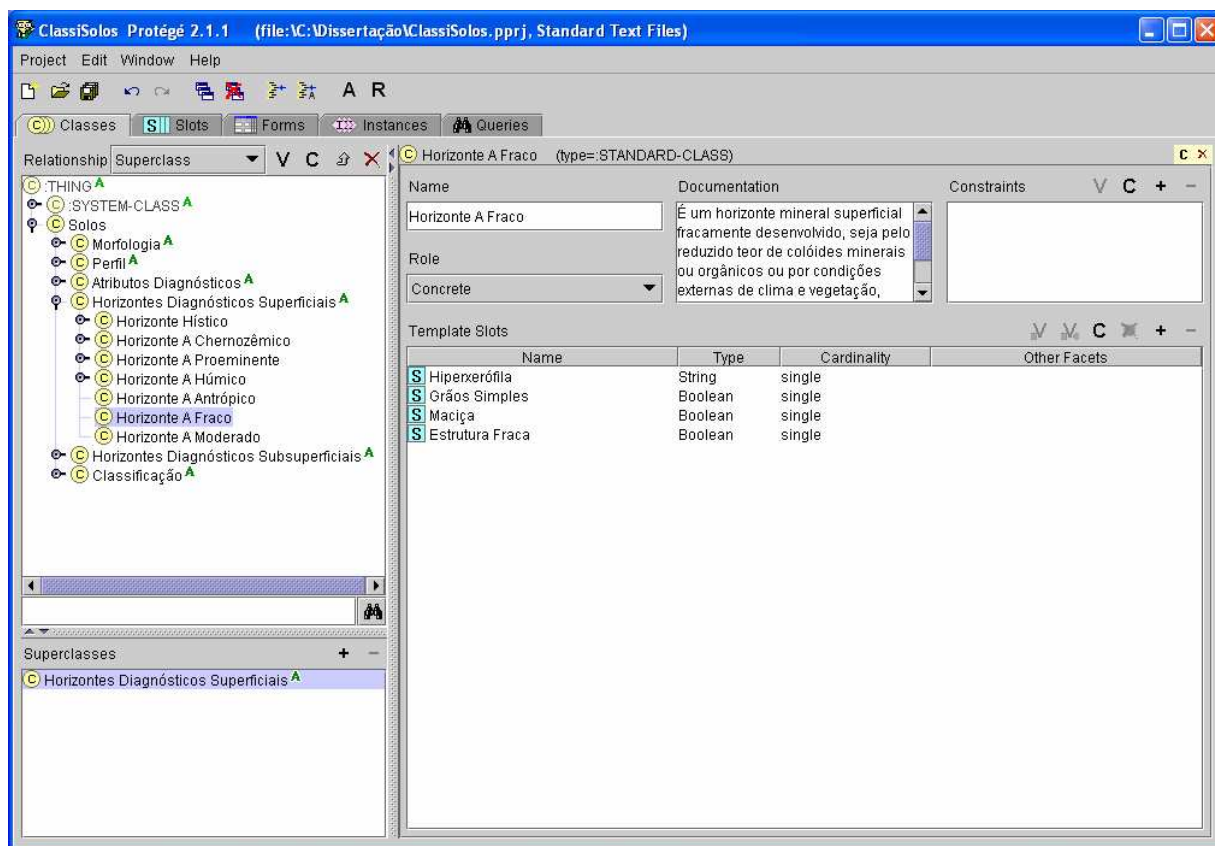 ClassiSolos Protégé 2.1.1 (file:\C:\Dissertação\ClassiSolos.pprj, Standard Text Files)
Project Edit Window Help
A R
C Classes S Slots Forms Instances Queries
Relationship Superclass V C
C :THING A
C :SYSTEM-CLASS A
C Solos
C Morfologia A
C Perfil A
C Atributos Diagnósticos A
C Horizontes Diagnósticos Superficiais A
C Horizonte Hístico
C Horizonte A Chernozêmico
C Horizonte A Proeminente
C Horizonte A Húmico
C Horizonte A Antrópico
C Horizonte A Fraco
C Horizonte A Moderado
C Horizontes Diagnósticos Subsuperficiais A
C Classificação A
Superclasses + -
C Horizontes Diagnósticos Superficiais A
C Horizonte A Fraco (type=:STANDARD-CLASS) C ×
Name
Horizonte A Fraco
Role
Concrete
Documentation
É um horizonte mineral superficial
fracamente desenvolvido, seja pelo
reduzido teor de colóides minerais
ou orgânicos ou por condições
externas de clima e vegetação,
Constraints V C + -
Template Slots V V C + -
Name Type Cardinality Other Facets
S Hiperxerófila String single
S Grãos Simples Boolean single
S Maciça Boolean single
S Estrutura Fraca Boolean single